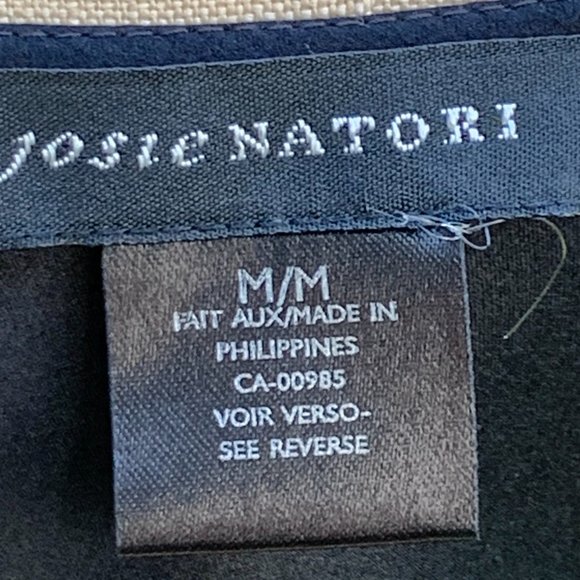 Josie NATORI
M/M
FAIT AUX/MADE IN
PHILIPPINES
CA-00985
VOIR VERSO-
SEE REVERSE